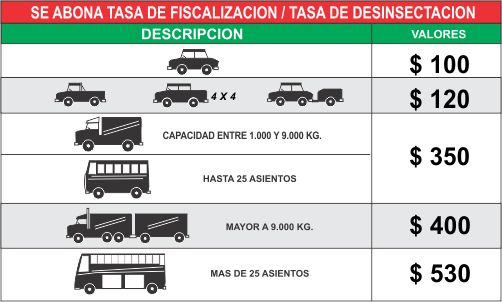 SE ABONA TASA DE FISCALIZACION / TASA DE DESINSECTACION
DESCRIPCION VALORES
$ 100
4 X 4 $ 120
CAPACIDAD ENTRE 1.000 Y 9.000 KG.
$ 350
HASTA 25 ASIENTOS
MAYOR A 9.000 KG. $ 400
MAS DE 25 ASIENTOS $ 530